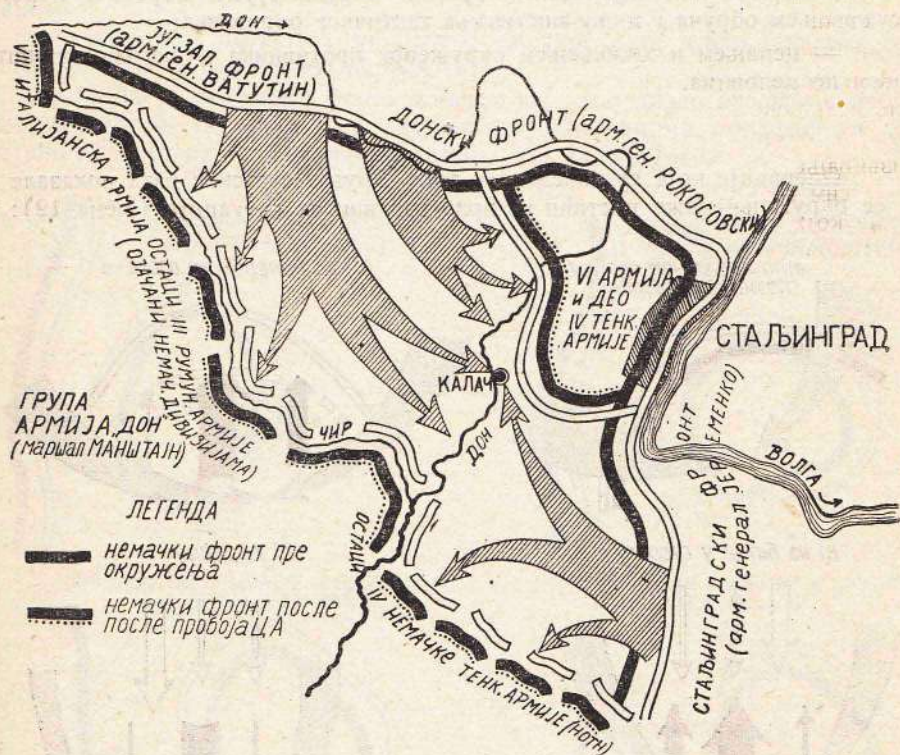 ДОН
ЈУГ. ЗАП. ФРОНТ
(арм. ГЕН. ВАТУТИН)
ДОНСКИ ФРОНТ (арм. ГЕН. РОКОСОВСКИ)
VIII ИТАЛИЈАНСКА АРМИЈА
ОСТАЦИ III РУМУН. АРМИЈЕ
(ОЈАЧАНИ НЕМАЧ. ДИВИЗИЈАМА)
VI АРМИЈА
и ДЕО
IV ТЕНК.
АРМИЈЕ
СТАЉИНГРАД
КАЛАЧ
ГРУПА
АРМИЈА „ДОН"
(маршал МАНШТАЈН)
ЧИР
ДОН
ВОЛГА
СТАЉИНГРАДСКИ ФРОНТ
(арм. генерал ЈЕРЕМЕНКО)
ОСТАЦИ
IV НЕМАЧКЕ ТЕНК. АРМИЈЕ (НОТН)
ЛЕГЕНДА
немачки фронт пре
окружења
немачки фронт после
после пробоја ЦА